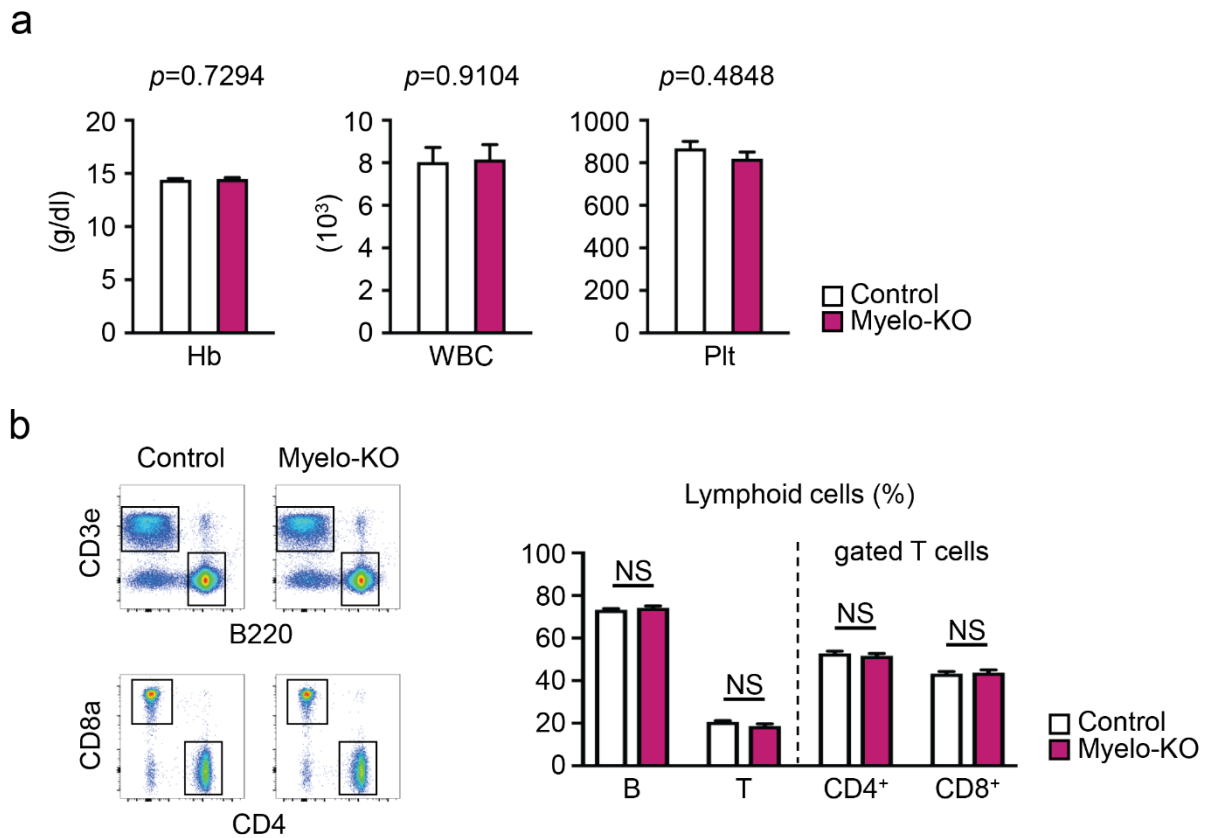 a
p=0.7294
p=0.9104
p=0.4848
20
15
10
5
0
(g/dl)
Hb
10
8
6
4
2
0
(10³)
WBC
1000
800
600
400
200
0
Plt
Control
Myelo-KO
b
Control
Myelo-KO
CD3e
B220
CD8a
CD4
Lymphoid cells (%)
gated T cells
100
80
60
40
20
0
NS
NS
NS
NS
B
T
CD4⁺
CD8⁺
Control
Myelo-KO